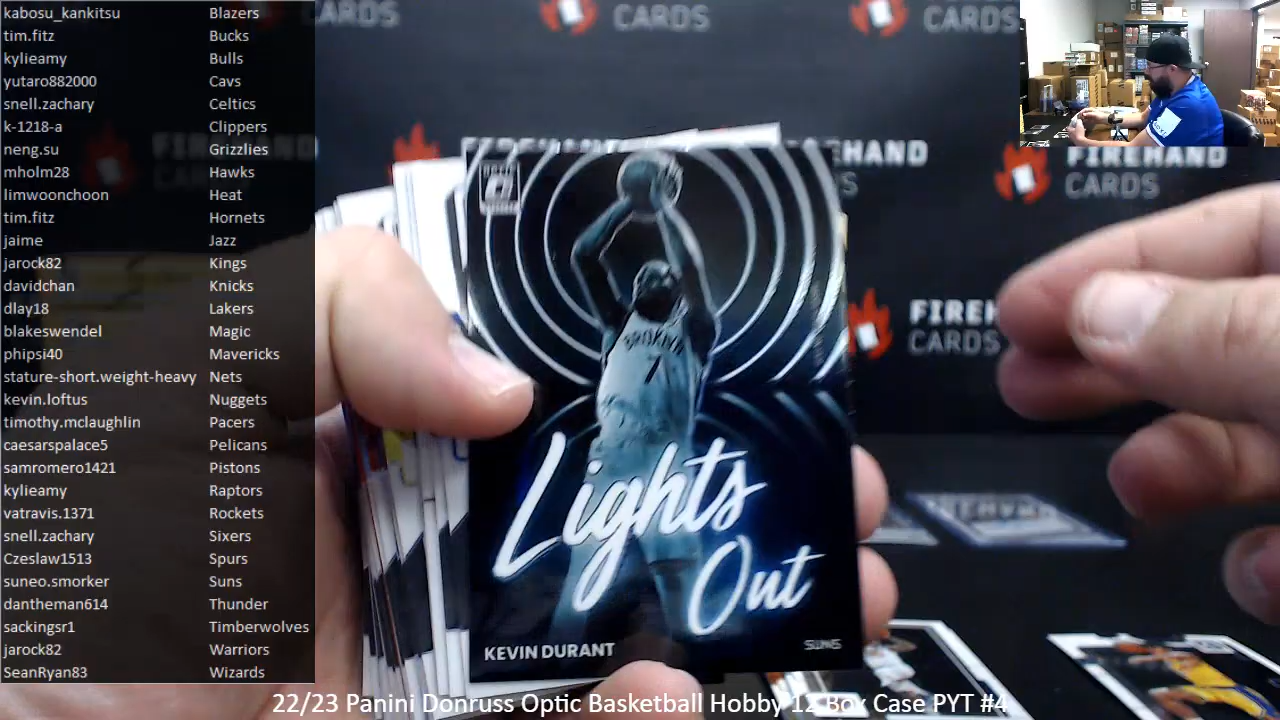 kabosu_kankitsu Blazers
tim.fitz Bucks
kylieamy Bulls
yutaro882000 Cavs
snell.zachary Celtics
k-1218-a Clippers
neng.su Grizzlies
mholm28 Hawks
limwoonchoon Heat
tim.fitz Hornets
jaime Jazz
jarock82 Kings
davidchan Knicks
dlay18 Lakers
blakeswendel Magic
phipsi40 Mavericks
stature-short.weight-heavy Nets
kevin.loftus Nuggets
timothy.mclaughlin Pacers
caesarspalace5 Pelicans
samromero1421 Pistons
kylieamy Raptors
vatravis.1371 Rockets
snell.zachary Sixers
Czeslaw1513 Spurs
suneo.smorker Suns
dantheman614 Thunder
sackingsr1 Timberwolves
jarock82 Warriors
SeanRyan83 Wizards
CARDS
CARDS
CARDS
FIREHAND
CARDS
FIREHAND
CARDS
BROOKLYN
7
Lights
Out
KEVIN DURANT
SUNS
22/23 Panini Donruss Optic Basketball Hobby 12 Box Case PYT #4